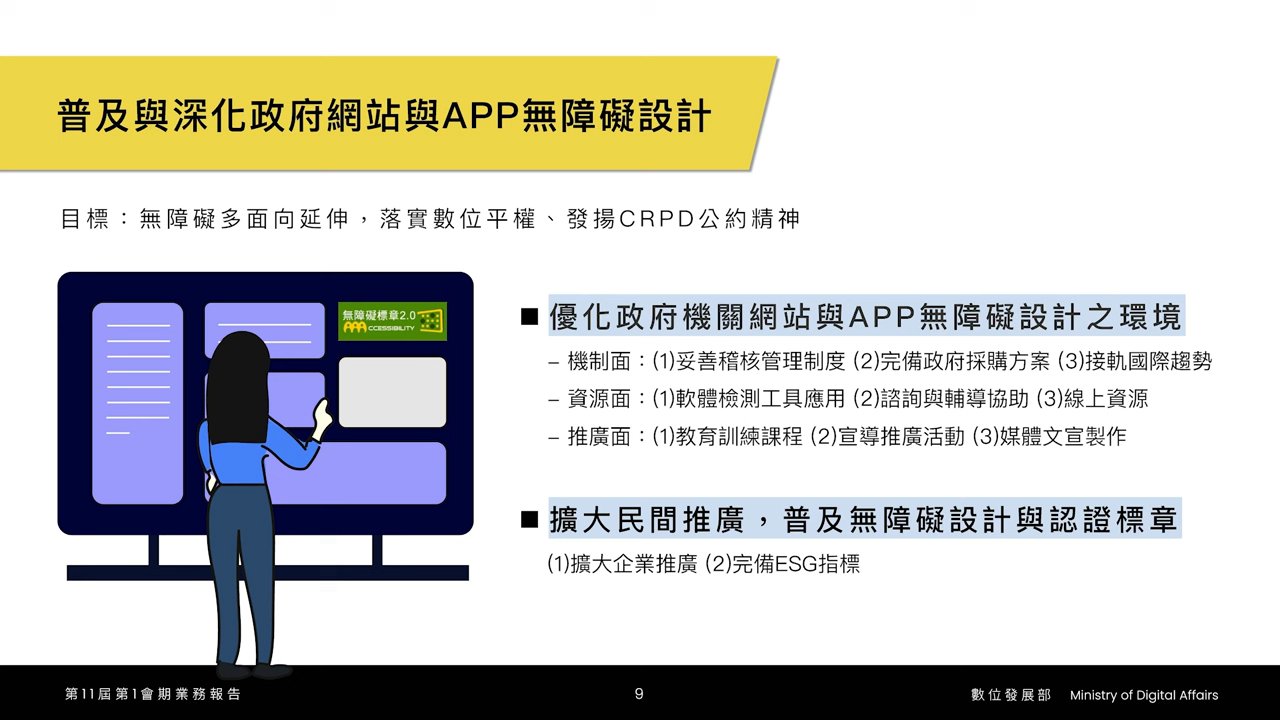 普及與深化政府網站與APP無障礙設計
目標：無障礙多面向延伸，落實數位平權、發揚CRPD公約精神
無障礙標章2.0
ACCESSIBILITY
■ 優化政府機關網站與APP無障礙設計之環境
– 機制面：(1)妥善稽核管理制度 (2)完備政府採購方案 (3)接軌國際趨勢
– 資源面：(1)軟體檢測工具應用 (2)諮詢與輔導協助 (3)線上資源
– 推廣面：(1)教育訓練課程 (2)宣導推廣活動 (3)媒體文宣製作
■ 擴大民間推廣，普及無障礙設計與認證標章
(1)擴大企業推廣 (2)完備ESG指標
第11屆第1會期業務報告
9
數位發展部 Ministry of Digital Affairs